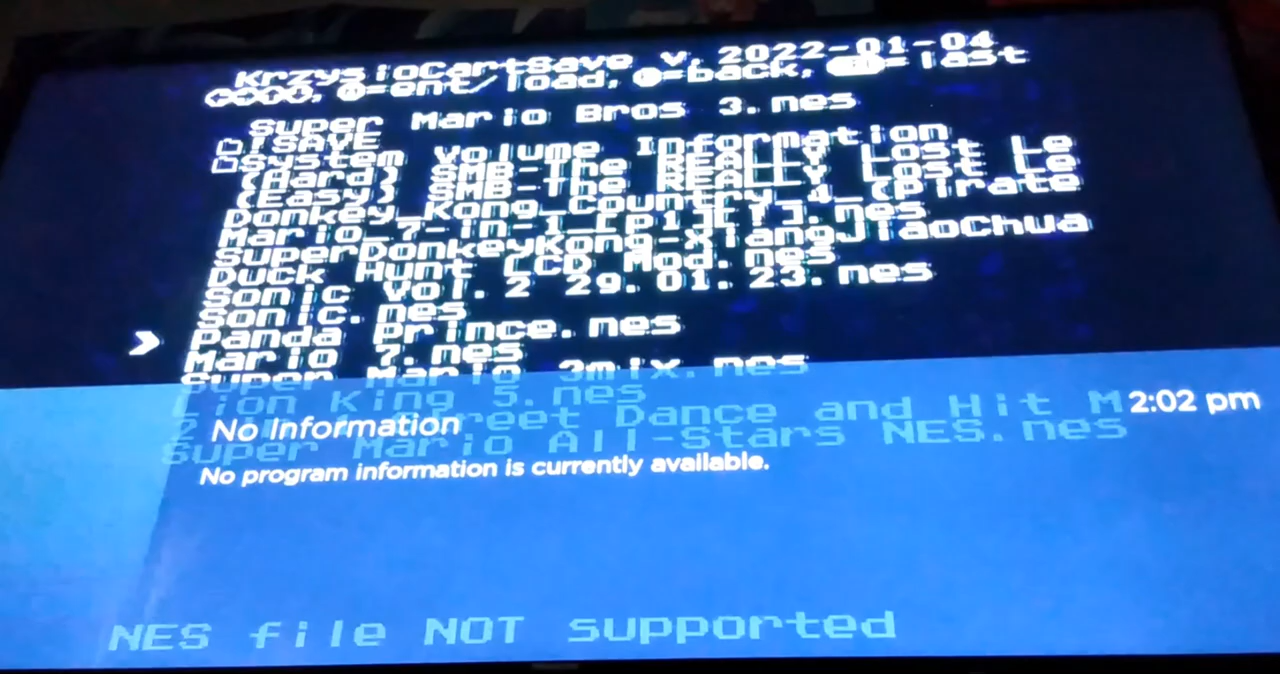 KrzysioCartSave v. 2022-01-04
=ent/load, =back, = last
Super Mario Bros 3.nes
!SAVE
System Volume Information
(Hard) SMB-The REALLY Lost Le
(Easy) SMB-The REALLY Lost Le
Donkey_Kong_Country_4_(Pirate
Mario_7-in-1_[p1][!].nes
SuperDonkeyKong-XiangJiaoChua
Duck Hunt LCD Mod.nes
Sonic Vol.2 29.01.23.nes
Sonic.nes
Panda Prince.nes
Mario 7.nes
Super Mario 3mix.nes
Lion King 5.nes
Dance and Hit M
Super Mario All-Stars NES.nes
2:02 pm
No Information
No program information is currently available.
NES file NOT supported